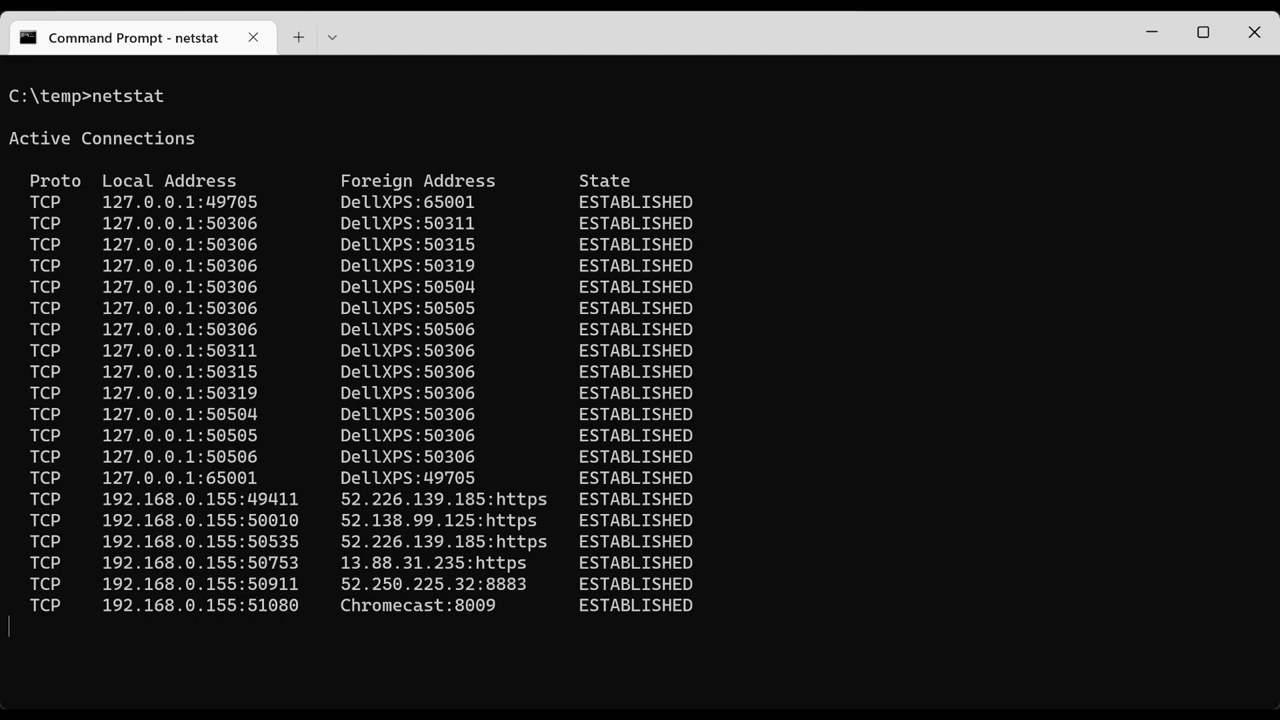 Command Prompt - netstat
C:\temp>netstat
Active Connections
Proto  Local Address          Foreign Address        State
TCP    127.0.0.1:49705        DellXPS:65001          ESTABLISHED
TCP    127.0.0.1:50306        DellXPS:50311          ESTABLISHED
TCP    127.0.0.1:50306        DellXPS:50315          ESTABLISHED
TCP    127.0.0.1:50306        DellXPS:50319          ESTABLISHED
TCP    127.0.0.1:50306        DellXPS:50504          ESTABLISHED
TCP    127.0.0.1:50306        DellXPS:50505          ESTABLISHED
TCP    127.0.0.1:50306        DellXPS:50506          ESTABLISHED
TCP    127.0.0.1:50311        DellXPS:50306          ESTABLISHED
TCP    127.0.0.1:50315        DellXPS:50306          ESTABLISHED
TCP    127.0.0.1:50319        DellXPS:50306          ESTABLISHED
TCP    127.0.0.1:50504        DellXPS:50306          ESTABLISHED
TCP    127.0.0.1:50505        DellXPS:50306          ESTABLISHED
TCP    127.0.0.1:50506        DellXPS:50306          ESTABLISHED
TCP    127.0.0.1:65001        DellXPS:49705          ESTABLISHED
TCP    192.168.0.155:49411    52.226.139.185:https   ESTABLISHED
TCP    192.168.0.155:50010    52.138.99.125:https    ESTABLISHED
TCP    192.168.0.155:50535    52.226.139.185:https   ESTABLISHED
TCP    192.168.0.155:50753    13.88.31.235:https     ESTABLISHED
TCP    192.168.0.155:50911    52.250.225.32:8883     ESTABLISHED
TCP    192.168.0.155:51080    Chromecast:8009        ESTABLISHED